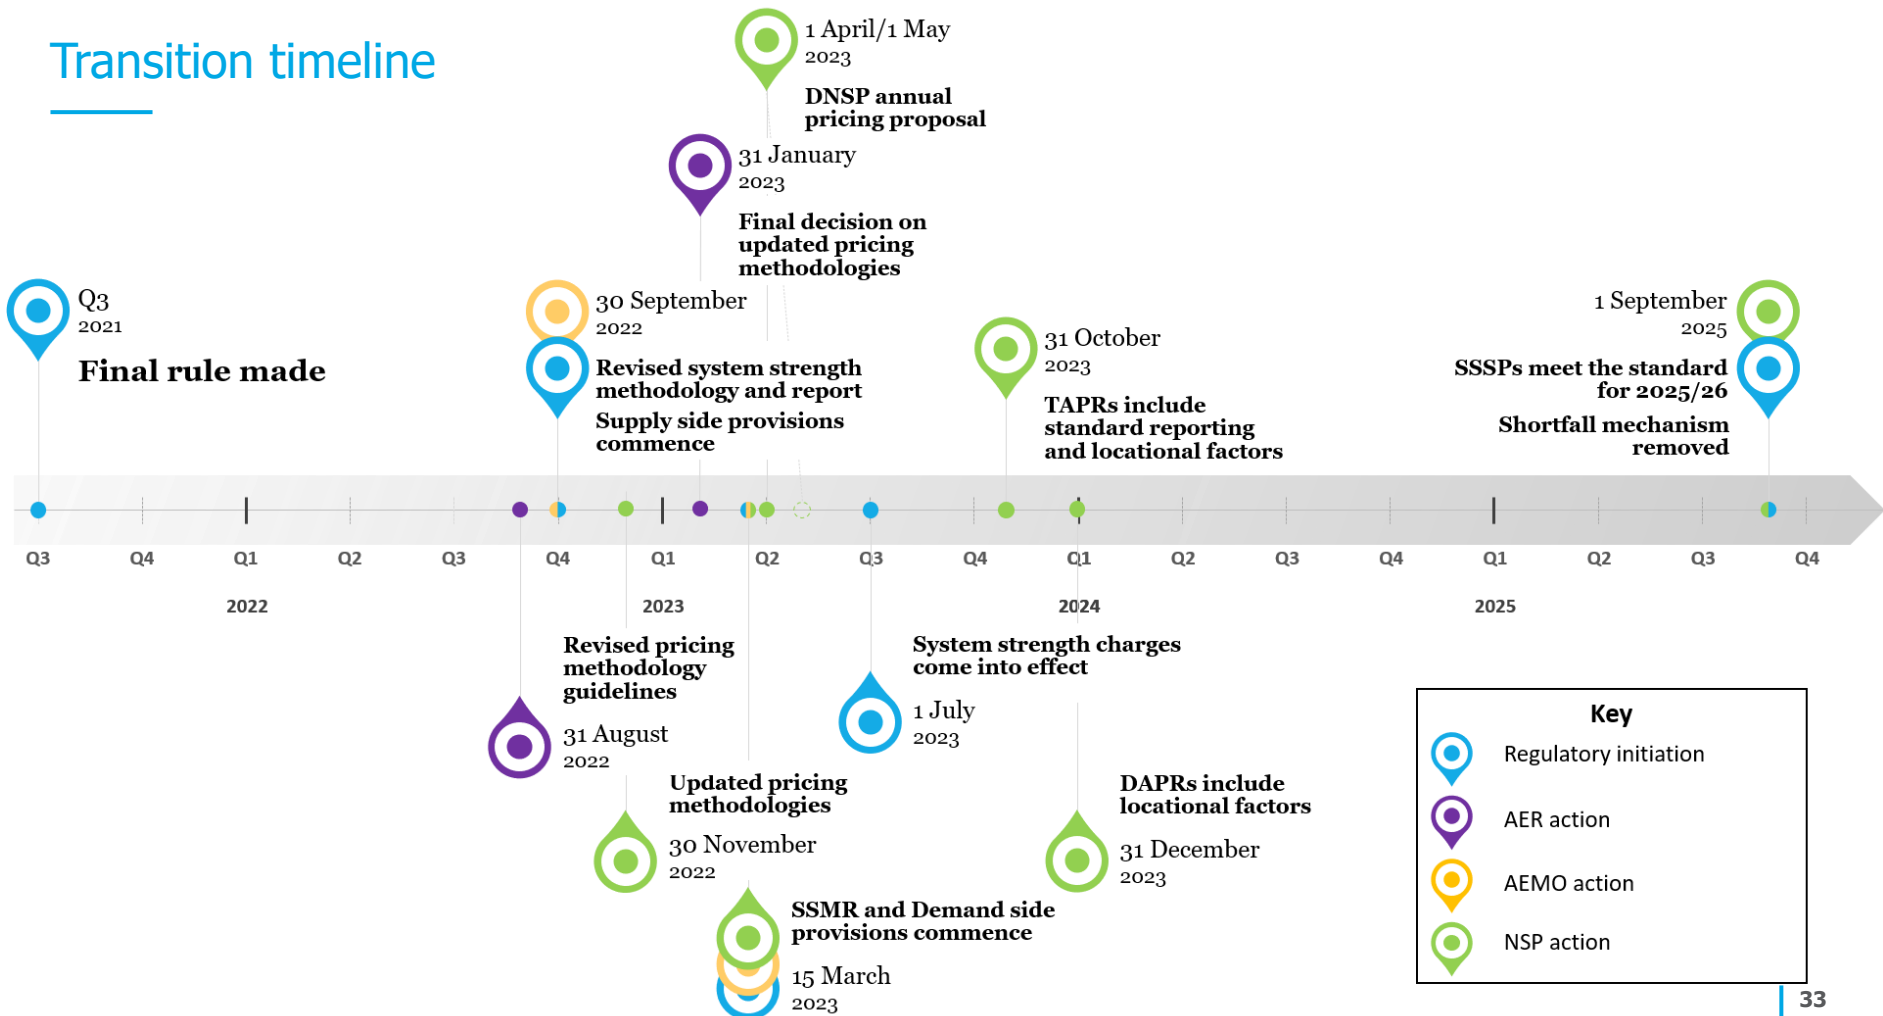 Transition timeline
1 April/1 May
2023
DNSP annual
pricing proposal
31 January
2023
Final decision on
updated pricing
methodologies
Q3
2021
Final rule made
30 September
2022
Revised system strength
methodology and report
Supply side provisions
commence
31 October
2023
TAPRs include
standard reporting
and locational factors
1 September
2025
SSSPs meet the standard
for 2025/26
Shortfall mechanism
removed
Q3 Q4 Q1 Q2 Q3 Q4 Q1 Q2 Q3 Q4 Q1 Q2 Q3 Q4 Q1 Q2 Q3 Q4
2022 2023 2024 2025
Revised pricing
methodology
guidelines
31 August
2022
Updated pricing
methodologies
30 November
2022
SSMR and Demand side
provisions commence
15 March
2023
System strength charges
come into effect
1 July
2023
DAPRs include
locational factors
31 December
2023
Key
Regulatory initiation
AER action
AEMO action
NSP action
33